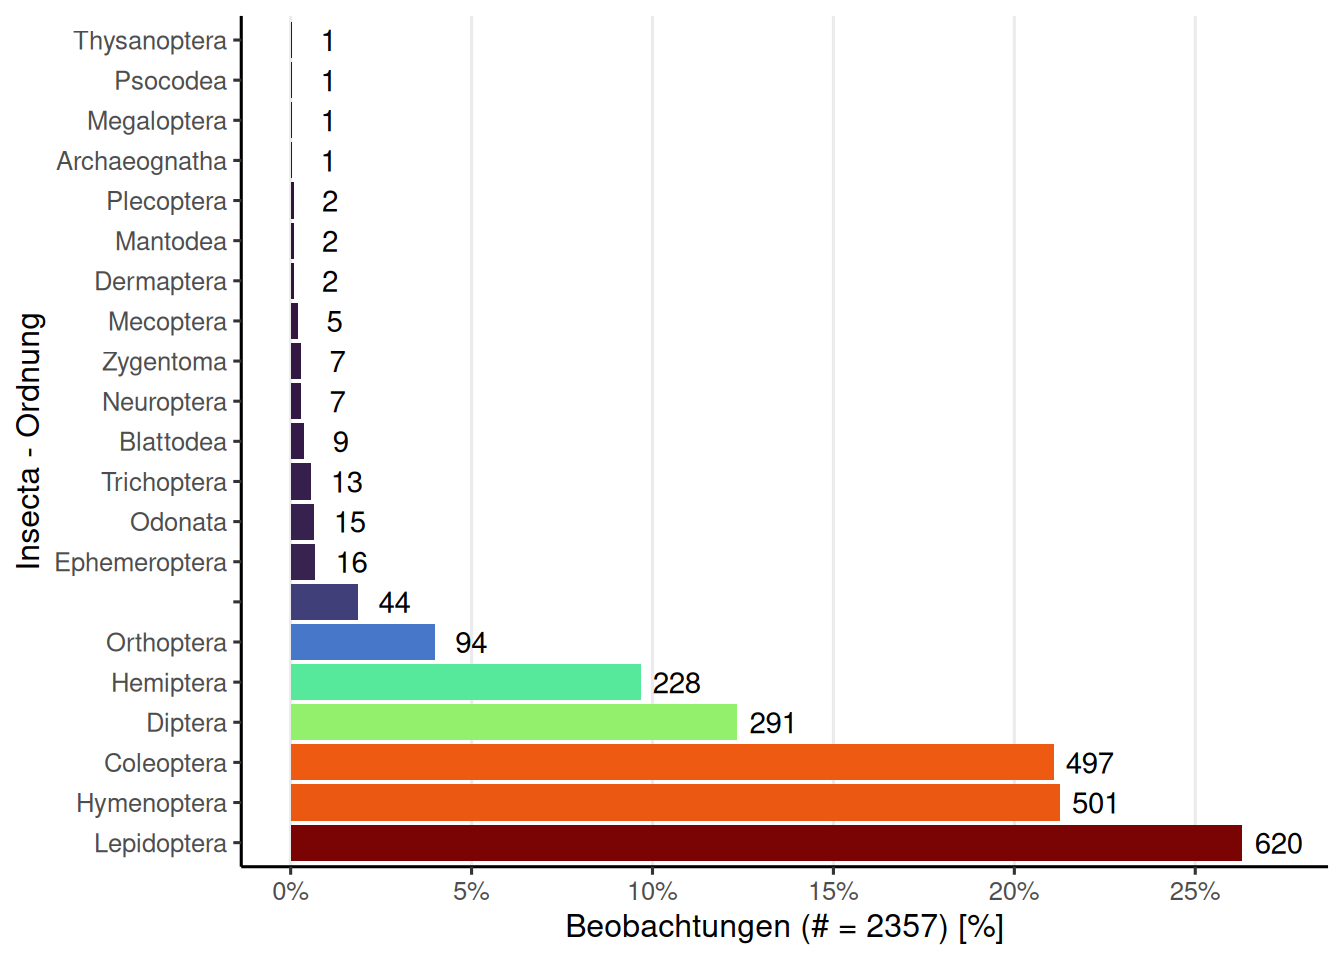 Insecta - Ordnung
Thysanoptera 1
Psocodea 1
Megaloptera 1
Archaeognatha 1
Plecoptera 2
Mantodea 2
Dermaptera 2
Mecoptera 5
Zygentoma 7
Neuroptera 7
Blattodea 9
Trichoptera 13
Odonata 15
Ephemeroptera 16
44
Orthoptera 94
Hemiptera 228
Diptera 291
Coleoptera 497
Hymenoptera 501
Lepidoptera 620
0% 5% 10% 15% 20% 25%
Beobachtungen (# = 2357) [%]